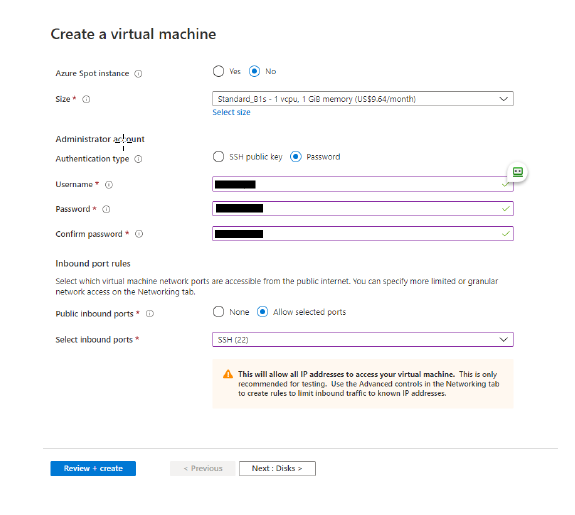 Create a virtual machine
Azure Spot instance
Yes No
Size *
Standard_B1s - 1 vcpu, 1 GiB memory (US$9.64/month)
Select size
Administrator account
Authentication type
SSH public key Password
Username *
Password *
Confirm password *
Inbound port rules
Select which virtual machine network ports are accessible from the public internet. You can specify more limited or granular
network access on the Networking tab.
Public inbound ports *
None Allow selected ports
Select inbound ports *
SSH (22)
This will allow all IP addresses to access your virtual machine. This is only
recommended for testing. Use the Advanced controls in the Networking tab
to create rules to limit inbound traffic to known IP addresses.
Review + create
< Previous
Next : Disks >